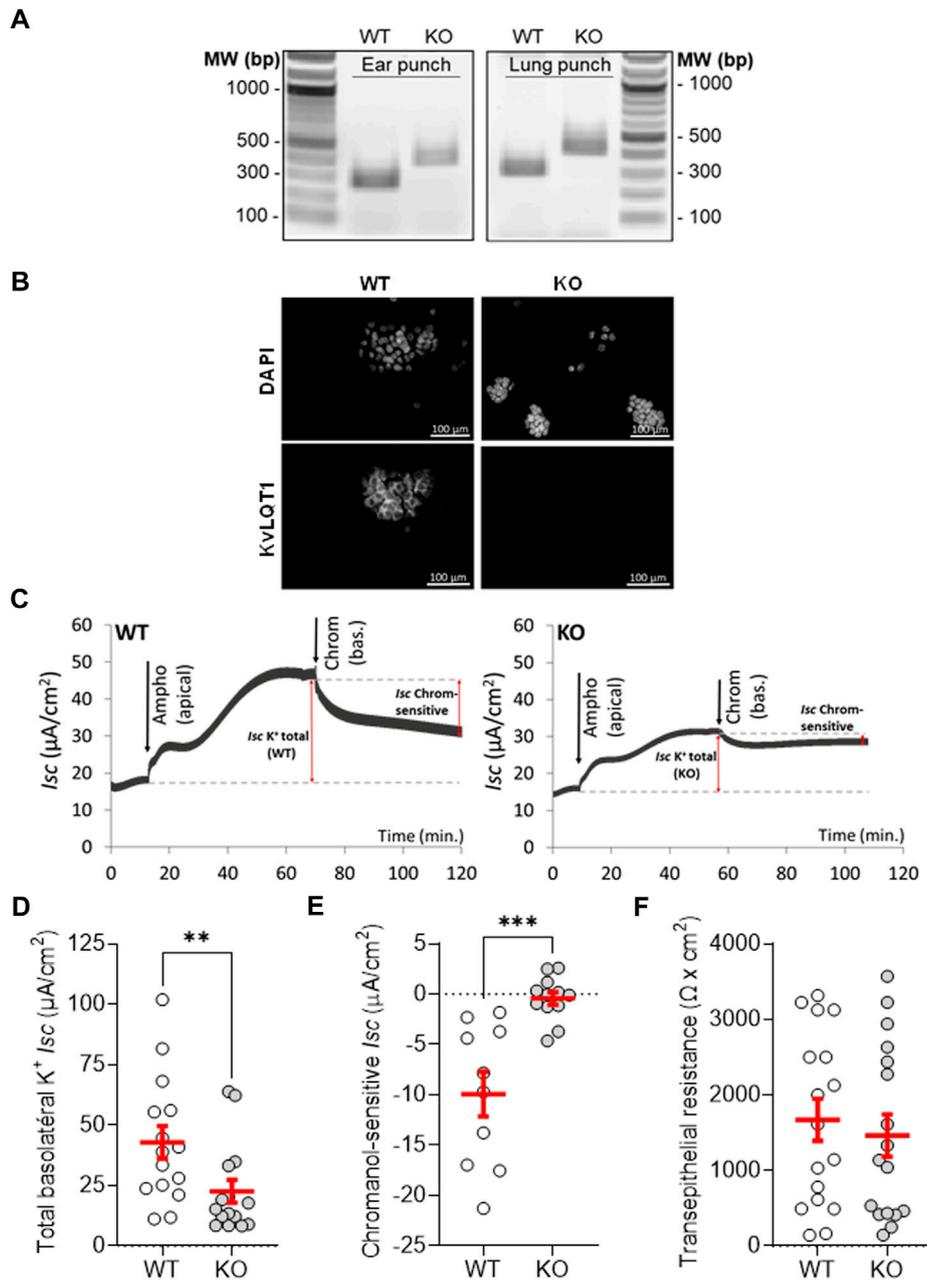 A
WT KO WT KO
MW (bp) Ear punch Lung punch MW (bp)
1000 - - 1000
500 - - 500
300 - - 300
100 - - 100
B
WT KO
DAPI
100 µm 100 µm
KvLQT1
100 µm 100 µm
C
WT
Isc (µA/cm²)
60
50
40
30
20
10
0
0 20 40 60 80 100 120
Ampho
(apical)
Chrom
(bas.)
Isc K⁺ total
(WT)
Isc Chrom-
sensitive
Time (min.)
KO
Isc (µA/cm²)
60
50
40
30
20
10
0
0 20 40 60 80 100 120
Ampho
(apical)
Chrom
(bas.)
Isc K⁺ total
(KO)
Isc Chrom-
sensitive
Time (min.)
D
Total basolatéral K⁺ Isc (µA/cm²)
125
100
75
50
25
0
**
WT KO
E
Chromanol-sensitive Isc (µA/cm²)
5
0
-5
-10
-15
-20
-25
***
WT KO
F
Transepithelial resistance (Ω x cm²)
4000
3000
2000
1000
0
WT KO